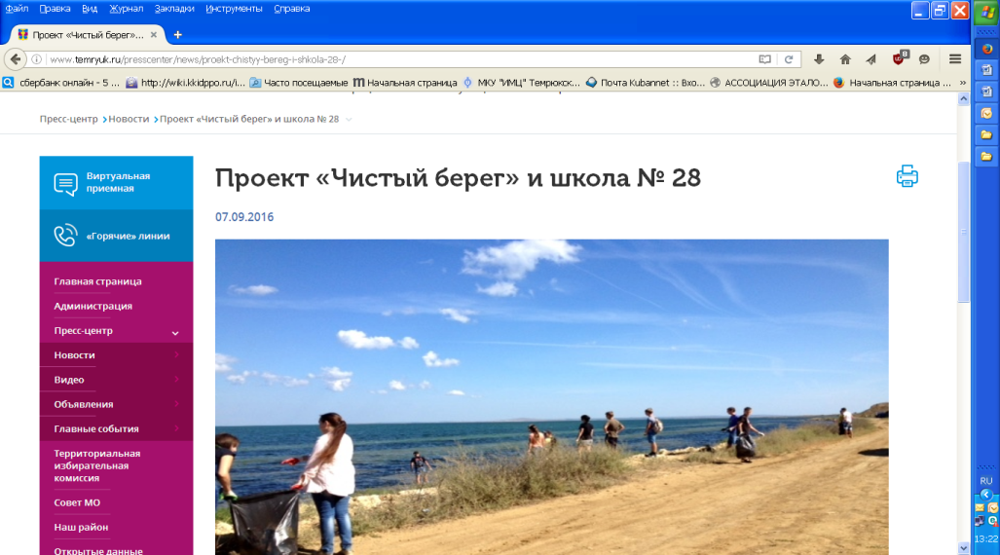 Файл Правка Вид Журнал Закладки Инструменты Справка
Проект «Чистый берег»... × +
www.temryuk.ru/presscenter/news/proekt-chistyy-bereg-i-shkola-28-/
8
сбербанк онлайн - 5 ... http://wiki.kkidppo.ru/i... Часто посещаемые Начальная страница МКУ "ИМЦ" Темрюкск... Почта Kubannet :: Вхо... АССОЦИАЦИЯ ЭТАЛО... Начальная страница ... »
Пресс-центр > Новости > Проект «Чистый берег» и школа № 28
Виртуальная
приемная
«Горячие» линии
Главная страница
Администрация
Пресс-центр
Новости
Видео
Объявления
Главные события
Территориальная
избирательная
комиссия
Совет МО
Наш район
Открытые данные
Проект «Чистый берег» и школа № 28
07.09.2016
RU
13:22